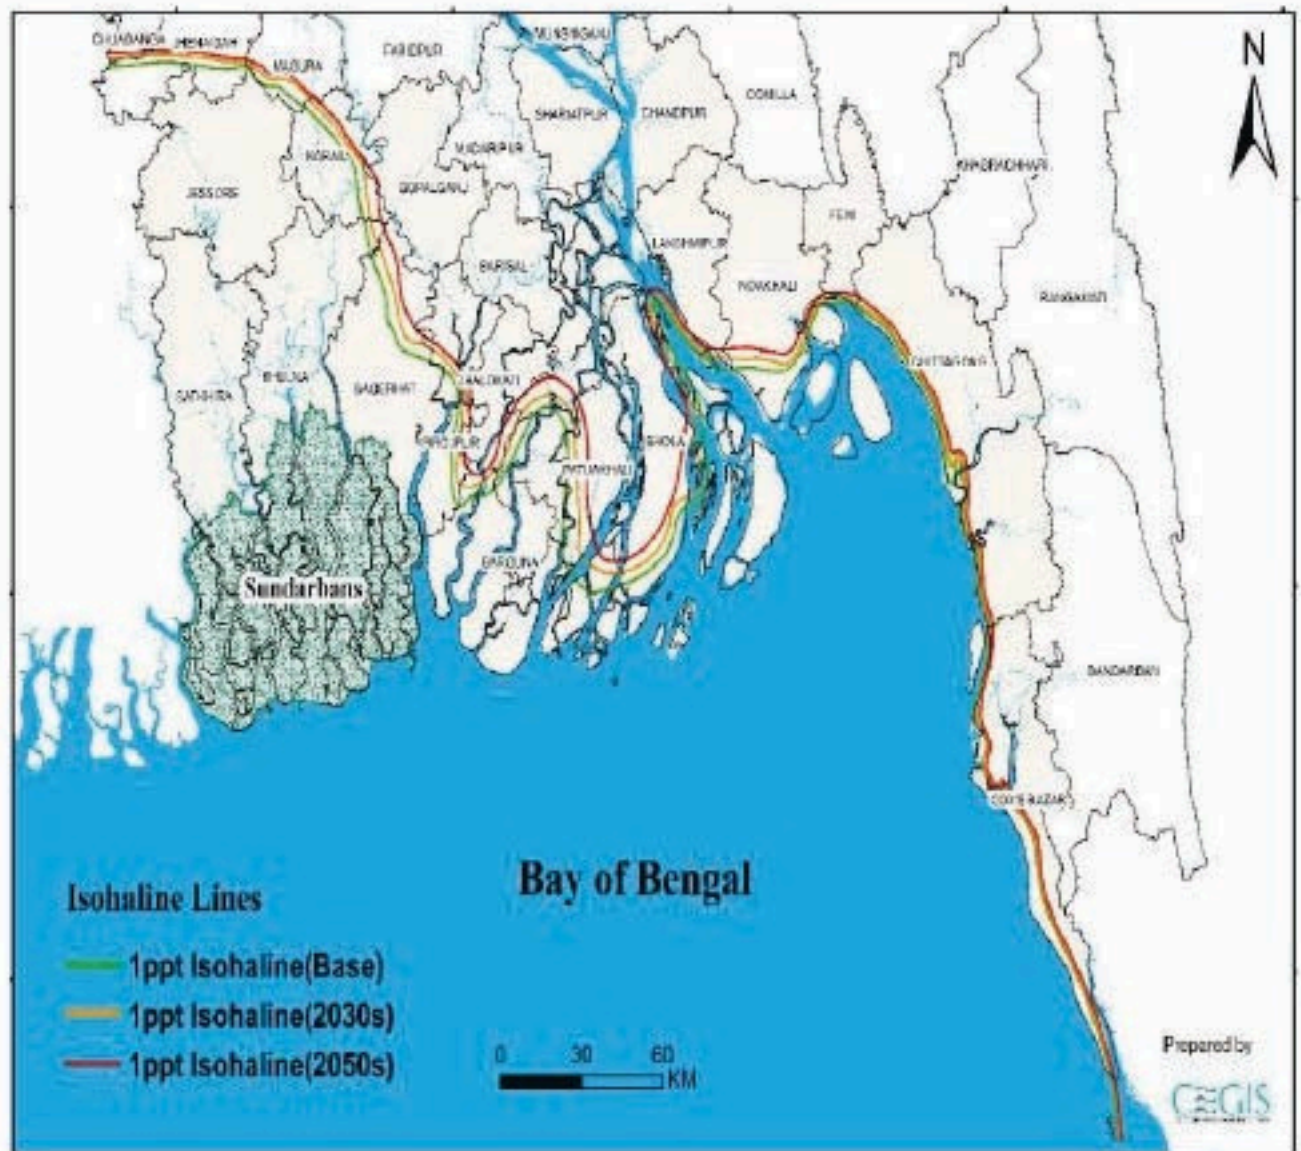 CHUADANGA
JHENAIDAH
MUNSHIGANJ
N
FARIDPUR
MAGURA
COMILLA
SHARIATPUR
CHANDPUR
MADARIPUR
NARAIL
KHAGRACHHARI
GOPALGANJ
JESSORE
FENI
LAKSHMIPUR
BARISAL
NOAKHALI
RANGAMATI
CHITTAGONG
KHULNA
JHALOKATI
BAGERHAT
SATKHIRA
PIROJPUR
BHOLA
PATUAKHALI
BARGUNA
Sundarbans
BANDARBAN
COX'S BAZAR
Bay of Bengal
Isohaline Lines
1ppt Isohaline(Base)
1ppt Isohaline(2030s)
1ppt Isohaline(2050s)
0 30 60
KM
Prepared by
CEGIS